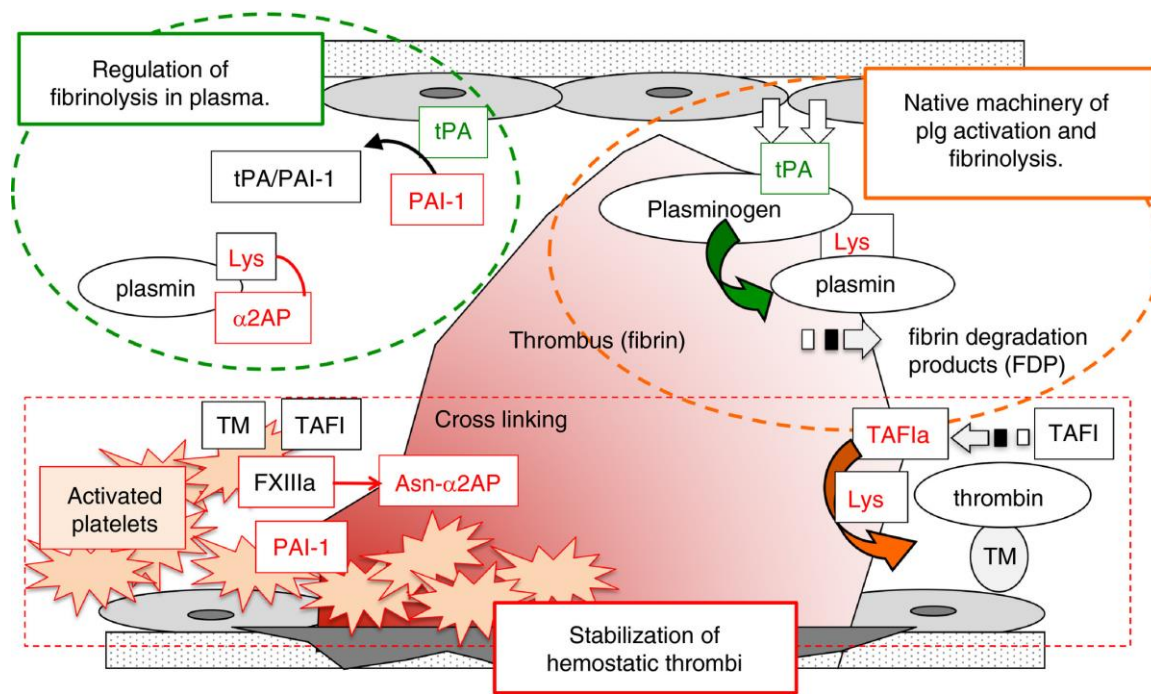 Regulation of
fibrinolysis in plasma.
tPA
tPA/PAI-1
PAI-1
Lys
plasmin
α2AP
Native machinery of
plg activation and
fibrinolysis.
tPA
Plasminogen
Lys
plasmin
Thrombus (fibrin)
fibrin degradation
products (FDP)
Cross linking
TM
TAFI
Activated
platelets
FXIIIa
Asn-α2AP
PAI-1
TAFIa
TAFI
Lys
thrombin
TM
Stabilization of
hemostatic thrombi